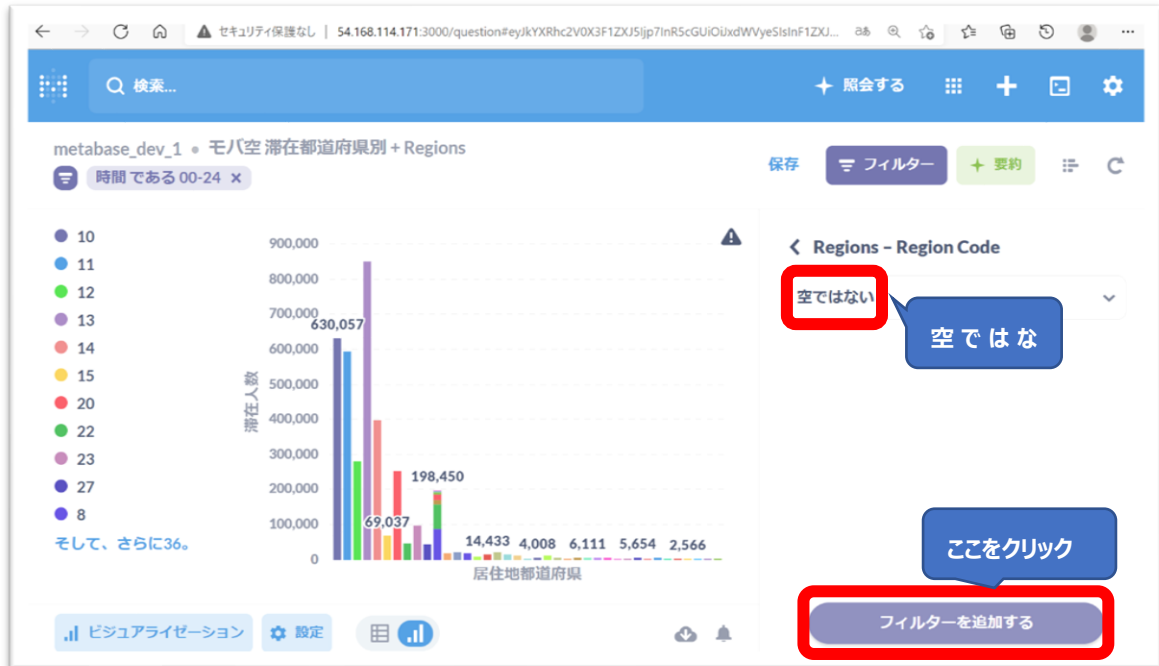 セキュリティ保護なし | 54.168.114.171:3000/question#eyJkYXRhc2V0X3F1ZXJ5Ijp7InR5cGUiOiJxdWVyeSIsInF1ZXJ...
検索...
照会する
metabase_dev_1 • モバ空 滞在都道府県別 + Regions
時間 である 00-24 ×
保存
フィルター
+ 要約
10
11
12
13
14
15
20
22
23
27
8
そして、さらに36。
900,000
800,000
700,000
600,000
500,000
400,000
300,000
200,000
100,000
0
滞在人数
630,057
69,037
198,450
14,433
4,008
6,111
5,654
2,566
居住地都道府県
Regions – Region Code
空ではない
空 で は な
ここをクリック
フィルターを追加する
ビジュアライゼーション
設定